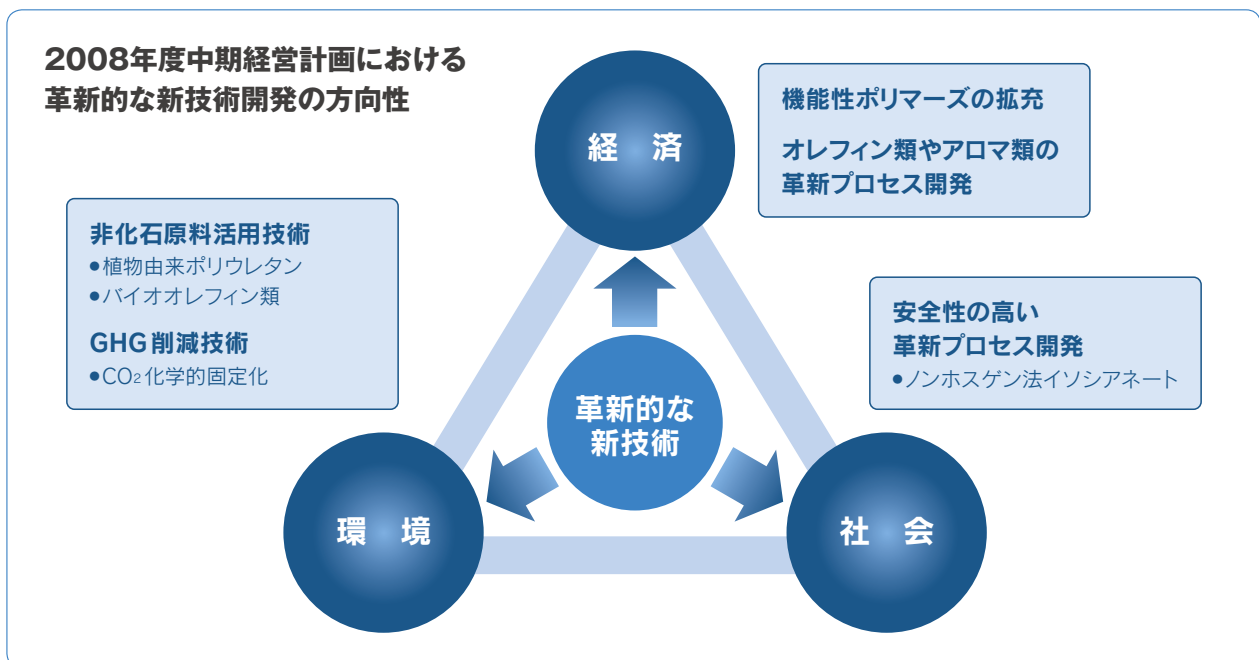 2008年度中期経営計画における
革新的な新技術開発の方向性
経 済
機能性ポリマーズの拡充
オレフィン類やアロマ類の
革新プロセス開発
非化石原料活用技術
●植物由来ポリウレタン
●バイオオレフィン類
GHG削減技術
●CO₂化学的固定化
安全性の高い
革新プロセス開発
●ノンホスゲン法イソシアネート
革新的な
新技術
環 境
社 会